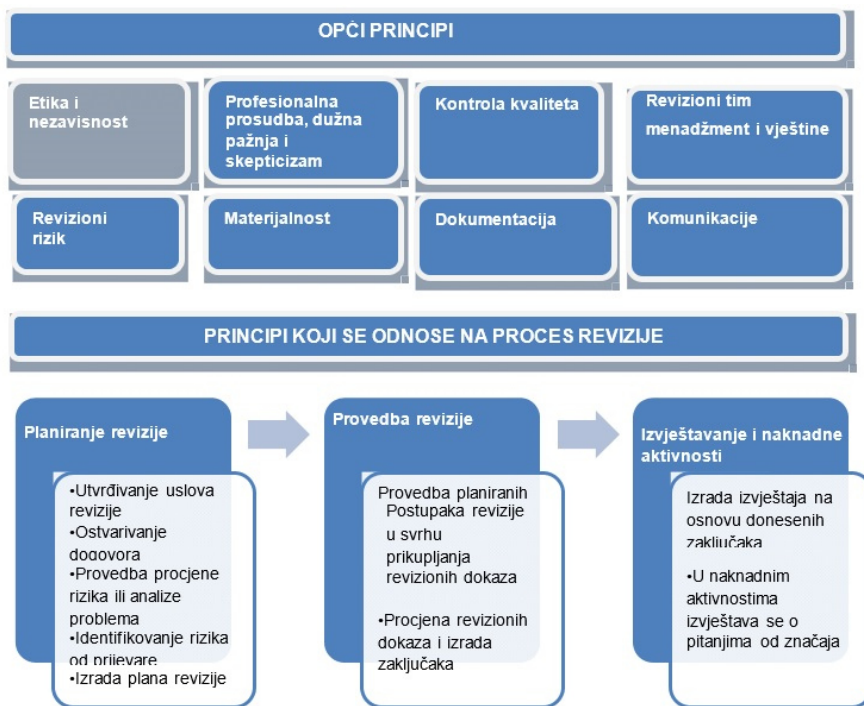 OPĆI PRINCIPI
Etika i
nezavisnost
Profesionalna
prosudba, dužna
pažnja i
skepticizam
Kontrola kvaliteta
Revizioni tim
menadžment i vještine
Revizioni
rizik
Materijalnost
Dokumentacija
Komunikacije
PRINCIPI KOJI SE ODNOSE NA PROCES REVIZIJE
Planiranje revizije
•Utvrđivanje uslova
revizije
•Ostvarivanje
dogovora
•Provedba procjene
rizika ili analize
problema
•Identifikovanje rizika
od prijevare
•Izrada plana revizije
Provedba revizije
Provedba planiranih
Postupaka revizije
u svrhu
prikupljanja
revizionih dokaza
•Procjena revizionih
dokaza i izrada
zaključaka
Izvještavanje i naknadne
aktivnosti
Izrada izvještaja na
osnovu donesenih
zaključaka
•U naknadnim
aktivnostima
izvještava se o
pitanjima od značaja